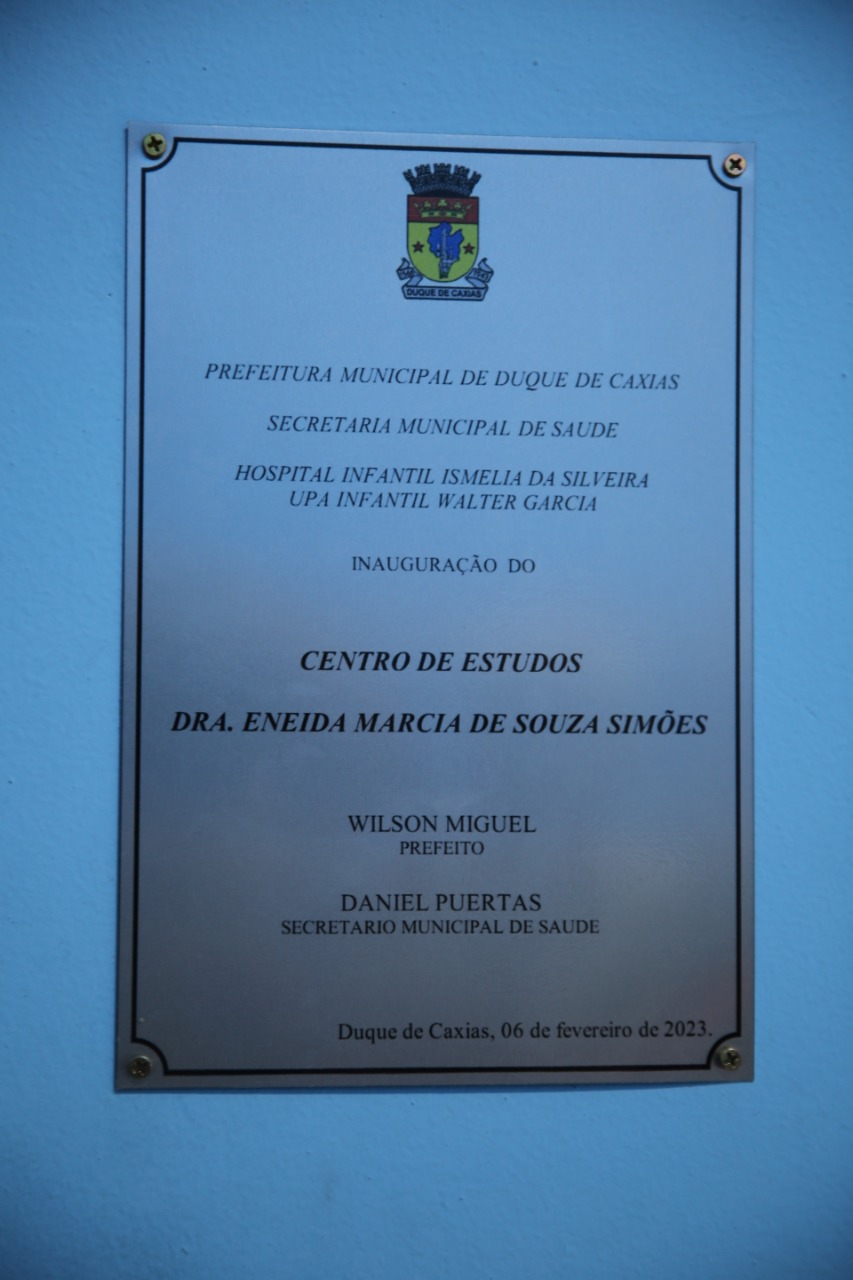 DUQUE DE CAXIAS
PREFEITURA MUNICIPAL DE DUQUE DE CAXIAS
SECRETARIA MUNICIPAL DE SAUDE
HOSPITAL INFANTIL ISMELIA DA SILVEIRA
UPA INFANTIL WALTER GARCIA
INAUGURAÇÃO DO
CENTRO DE ESTUDOS
DRA. ENEIDA MARCIA DE SOUZA SIMÕES
WILSON MIGUEL
PREFEITO
DANIEL PUERTAS
SECRETARIO MUNICIPAL DE SAUDE
Duque de Caxias, 06 de fevereiro de 2023.